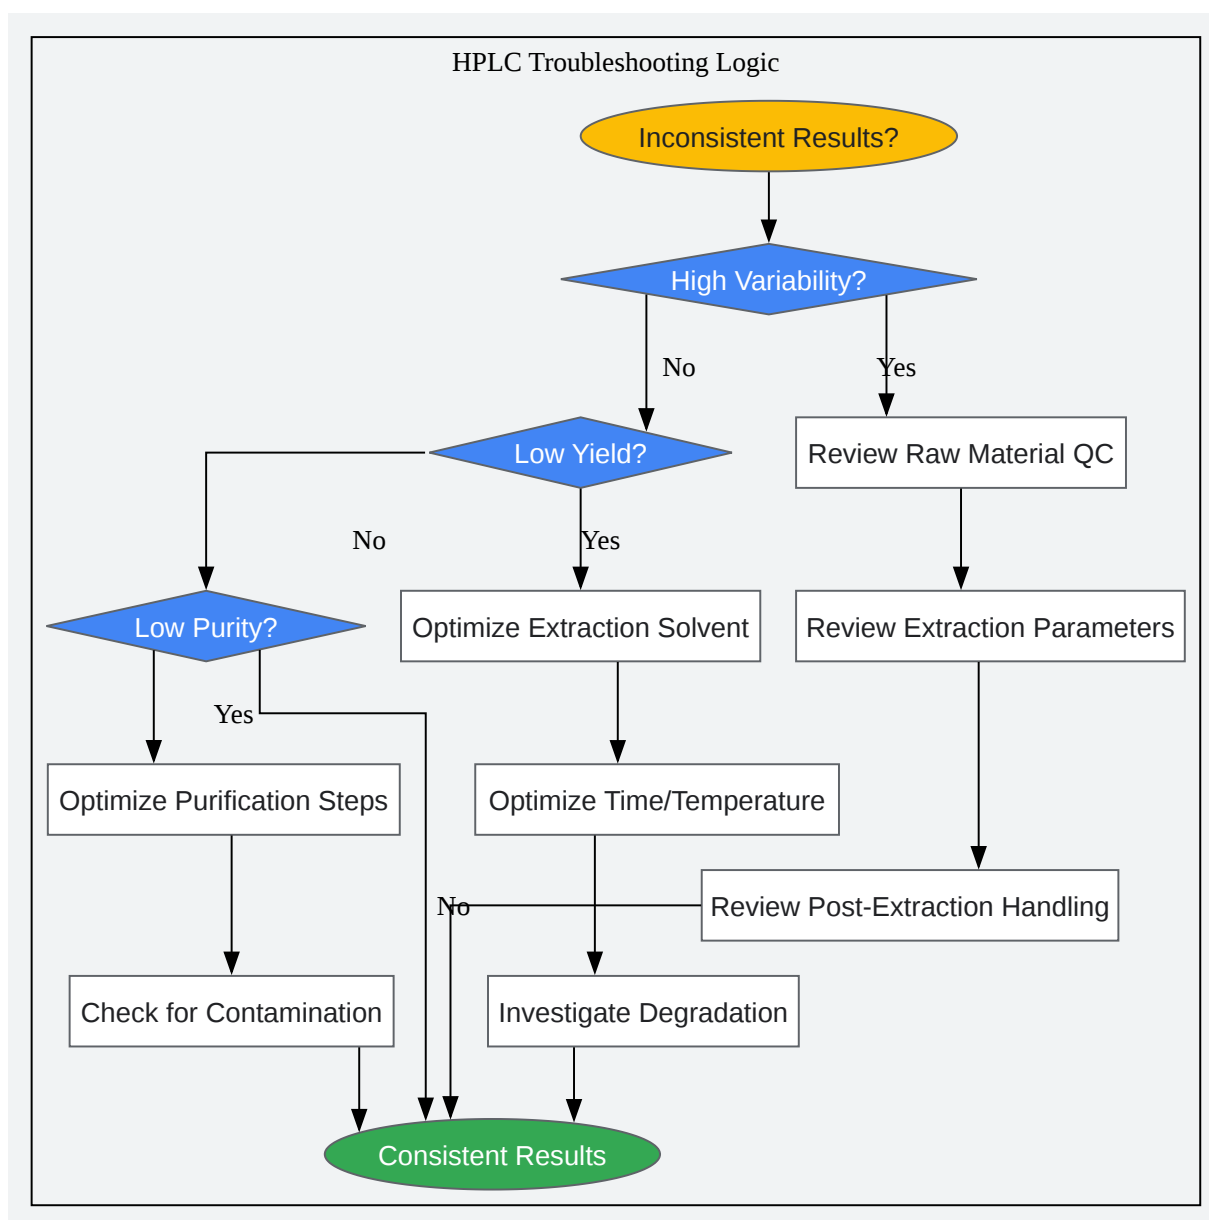 HPLC Troubleshooting Logic
Inconsistent Results?
High Variability?
No
Yes
Low Yield?
Review Raw Material QC
No
Yes
Low Purity?
Optimize Extraction Solvent
Review Extraction Parameters
Yes
Optimize Purification Steps
Optimize Time/Temperature
No
Review Post-Extraction Handling
Check for Contamination
Investigate Degradation
Consistent Results